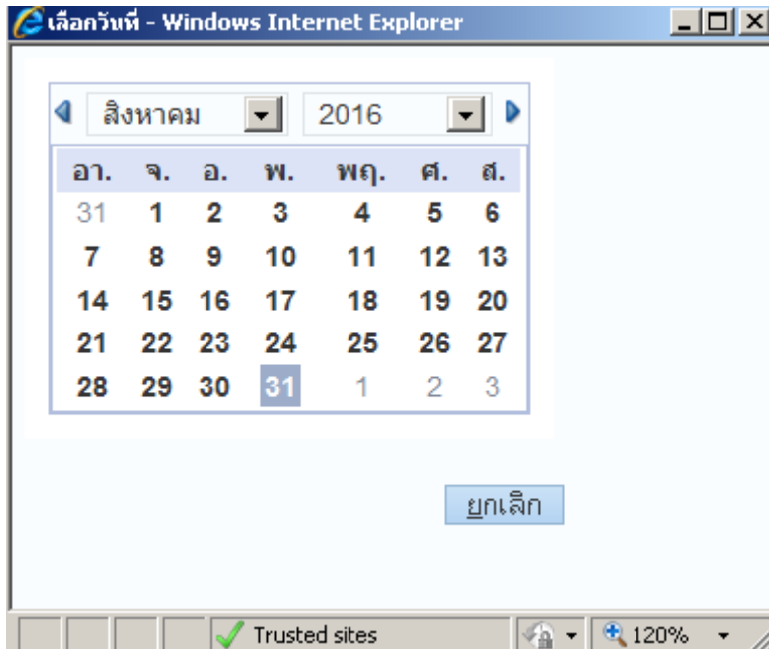 เลือกวันที่ - Windows Internet Explorer
สิงหาคม 2016
อา. จ. อ. พ. พฤ. ศ. ส.
31 1 2 3 4 5 6
7 8 9 10 11 12 13
14 15 16 17 18 19 20
21 22 23 24 25 26 27
28 29 30 31 1 2 3
ยกเลิก
Trusted sites 120%